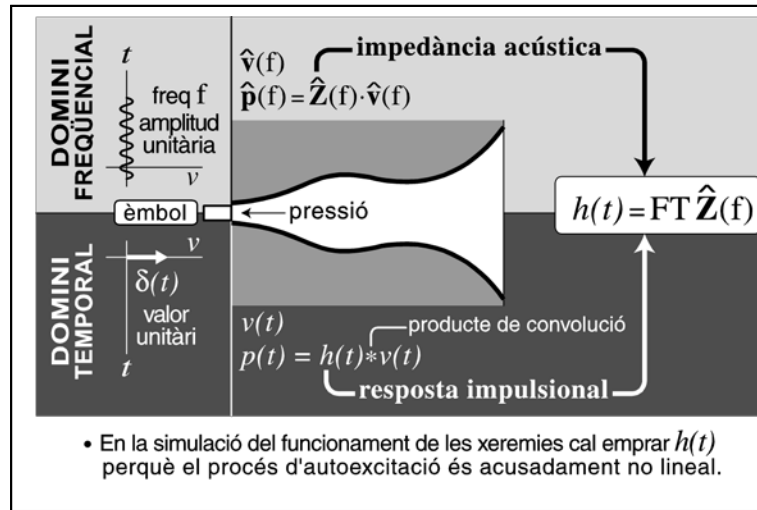 DOMINI
FREQÜENCIAL
t
freq f
amplitud
unitària
v
v̂(f)
p̂(f) = Ẑ(f)·v̂(f)
impedància acústica
èmbol
pressió
h(t) = FT Ẑ(f)
DOMINI
TEMPORAL
v
δ(t)
valor
unitàri
t
v(t)
producte de convolució
p(t) = h(t)*v(t)
resposta impulsional
• En la simulació del funcionament de les xeremies cal emprar h(t)
perquè el procés d'autoexcitació és acusadament no lineal.